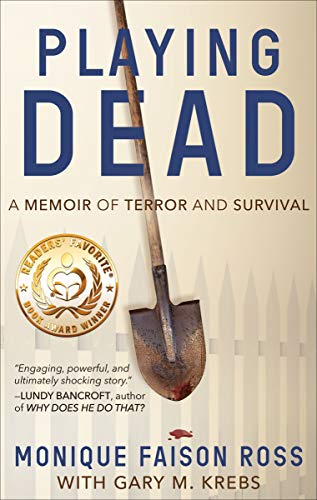 PLAYING
DEAD
A MEMOIR OF TERROR AND SURVIVAL
READERS' FAVORITE®
BOOK AWARD WINNER
"Engaging, powerful, and
ultimately shocking story."
—LUNDY BANCROFT, author
of WHY DOES HE DO THAT?
MONIQUE FAISON ROSS
WITH GARY M. KREBS